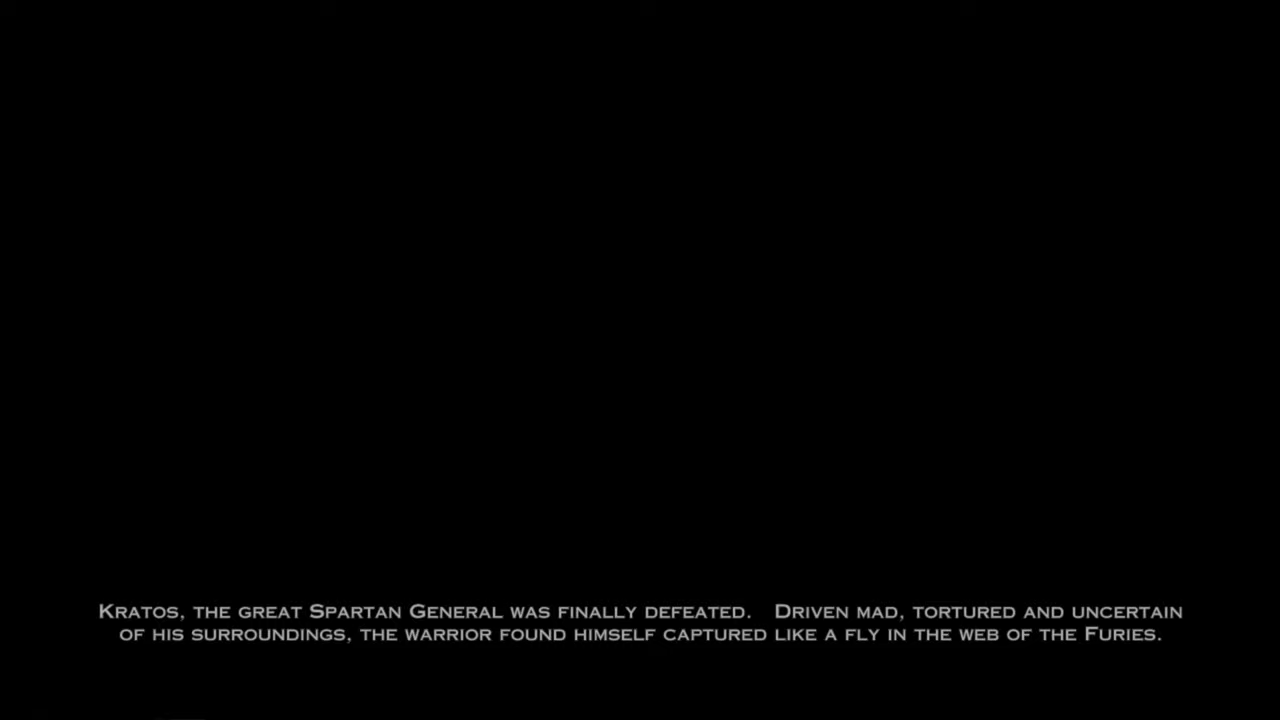 Kratos, the great Spartan General was finally defeated.   Driven mad, tortured and uncertain
of his surroundings, the warrior found himself captured like a fly in the web of the Furies.